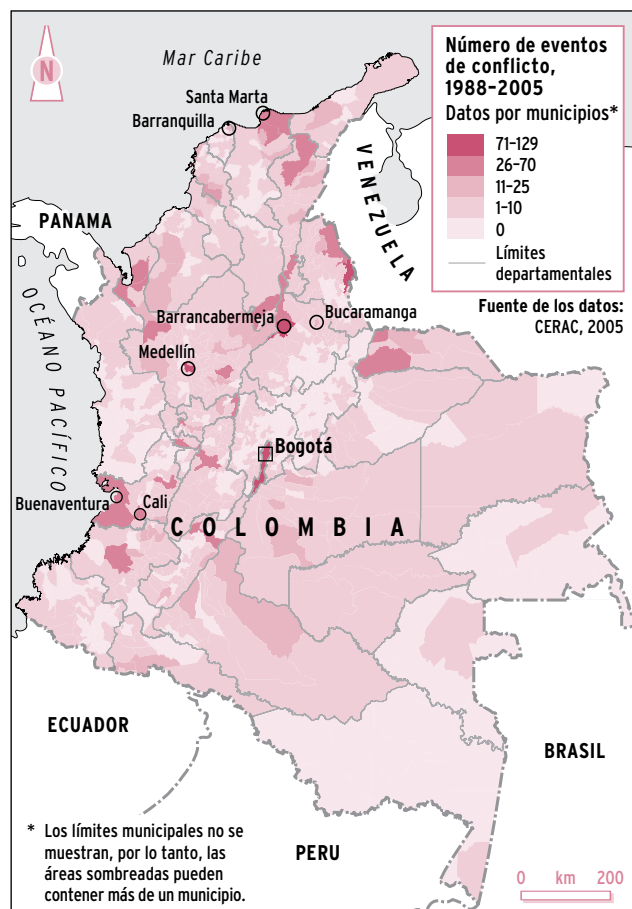 Número de eventos
de conflicto,
1988-2005
Datos por municipios*
71-129
26-70
11-25
1-10
0
Límites
departamentales
Fuente de los datos:
CERAC, 2005
N
Mar Caribe
Santa Marta
Barranquilla
VENEZUELA
PANAMA
OCÉANO PACÍFICO
Barrancabermeja
Bucaramanga
Medellín
Bogotá
Buenaventura
Cali
COLOMBIA
ECUADOR
BRASIL
PERU
* Los límites municipales no se
muestran, por lo tanto, las
áreas sombreadas pueden
contener más de un municipio.
0 km 200